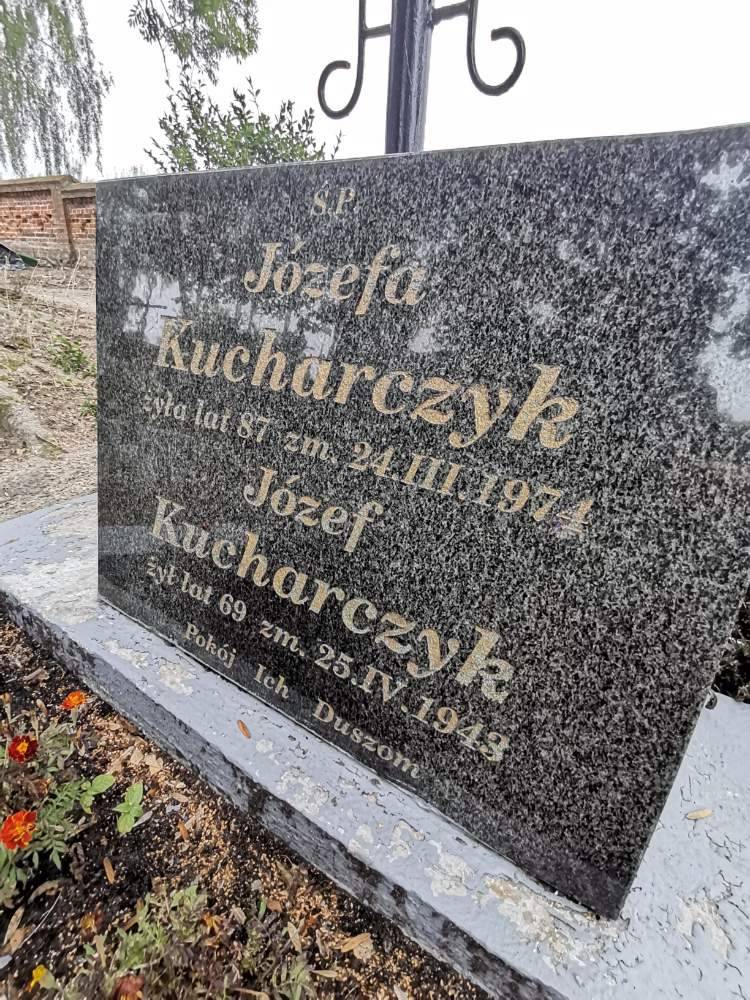 Ś.P.
Józefa
Kucharczyk
żyła lat 87 zm. 24.III.1974
Józef
Kucharczyk
żył lat 69 zm. 25.IV.1943
Pokój Ich Duszom